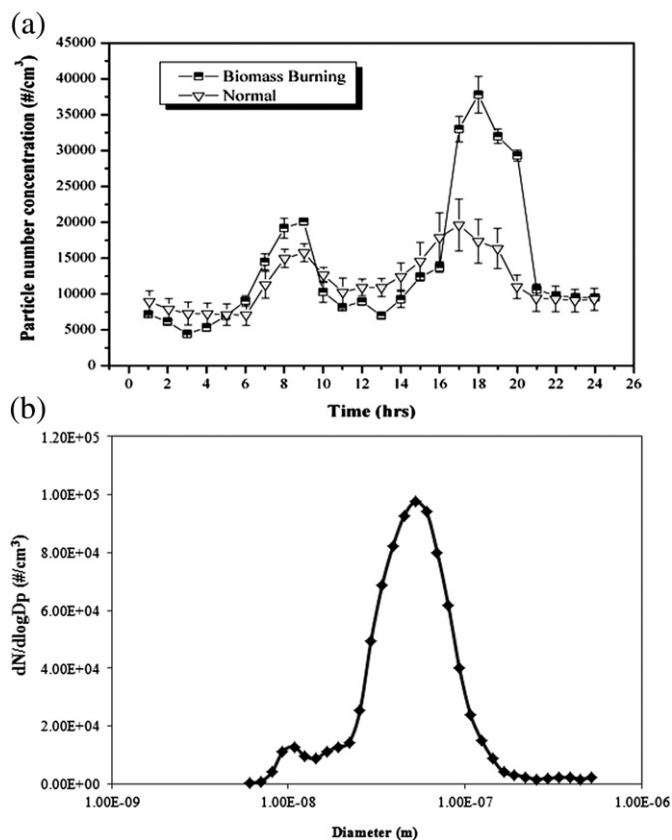 (a)
45000
40000
35000
30000
25000
20000
15000
10000
5000
0
Particle number concentration (#/cm³)
Biomass Burning
Normal
0 2 4 6 8 10 12 14 16 18 20 22 24 26
Time (hrs)
(b)
1.20E+05
1.00E+05
8.00E+04
6.00E+04
4.00E+04
2.00E+04
0.00E+00
dN/dlogDp (#/cm³)
1.00E-09 1.00E-08 1.00E-07 1.00E-06
Diameter (m)